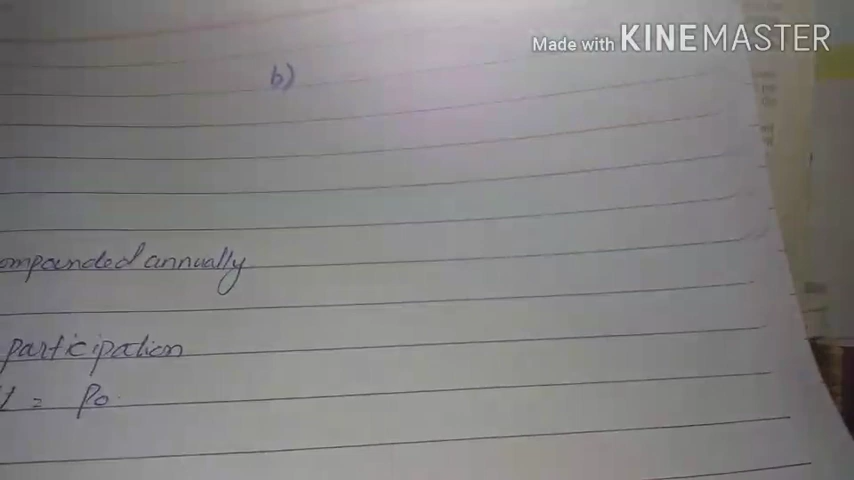 Made with KINEMASTER
b)
ompounded annually
participation
= Po